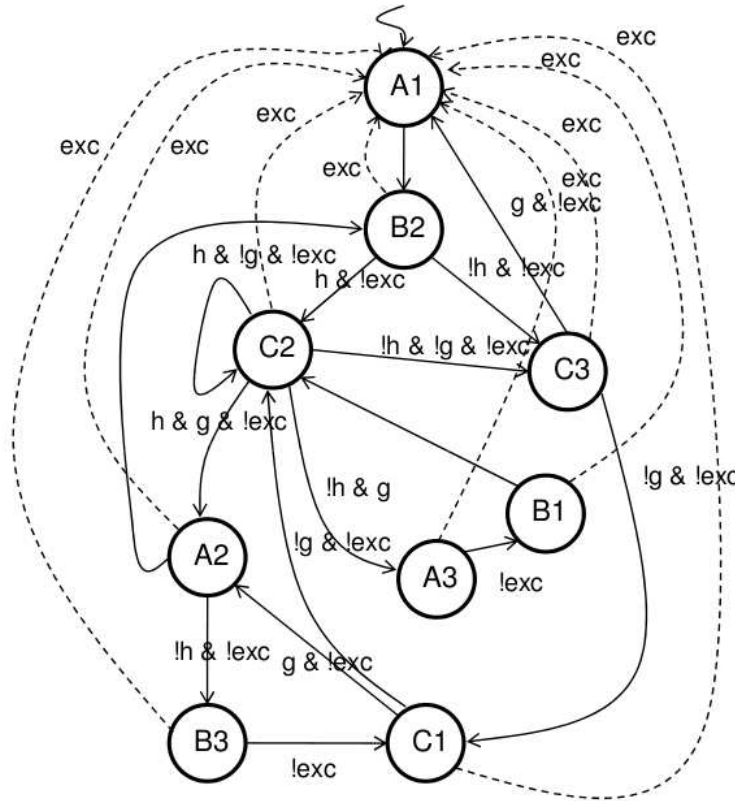 exc
exc
A1
exc
exc
exc
exc
exc
exc
g & !exc
B2
h & !g & !exc
!h & !exc
h & !exc
C2
!h & !g & !exc
C3
h & g & !exc
!h & g
!g & !exc
B1
!g & !exc
A2
A3
!exc
!h & !exc
g & !exc
B3
C1
!exc